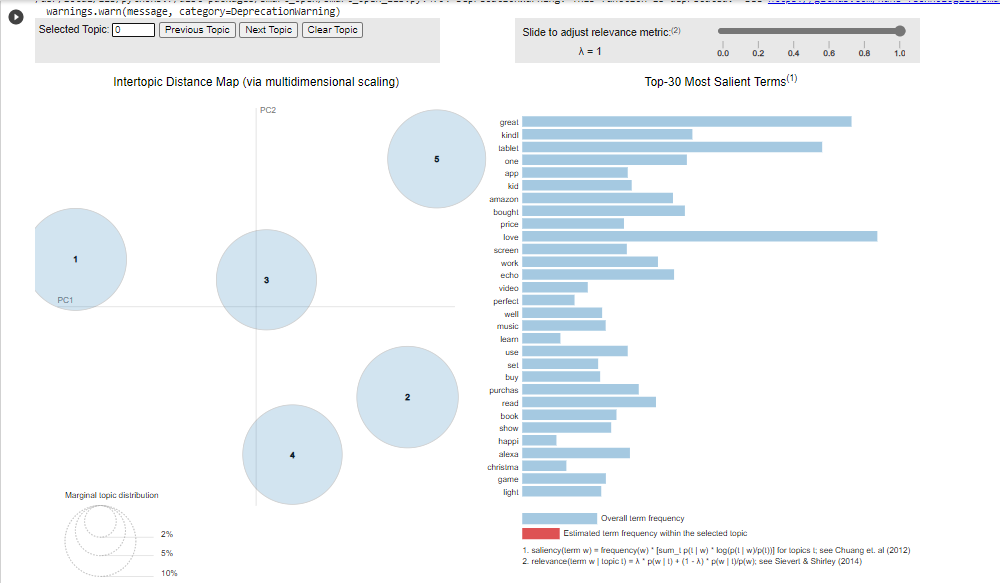 warnings.warn(message, category=DeprecationWarning)
Selected Topic: 0 Previous Topic Next Topic Clear Topic
Slide to adjust relevance metric:(2)
λ = 1
0.0 0.2 0.4 0.6 0.8 1.0
Intertopic Distance Map (via multidimensional scaling)
PC2
5
1
3
PC1
2
4
Marginal topic distribution
2%
5%
10%
Top-30 Most Salient Terms(1)
great
kindl
tablet
one
app
kid
amazon
bought
price
love
screen
work
echo
video
perfect
well
music
learn
use
set
buy
purchas
read
book
show
happi
alexa
christma
game
light
Overall term frequency
Estimated term frequency within the selected topic
1. saliency(term w) = frequency(w) * [sum_t p(t | w) * log(p(t | w)/p(t))] for topics t; see Chuang et. al (2012)
2. relevance(term w | topic t) = λ * p(w | t) + (1 - λ) * p(w | t)/p(w); see Sievert & Shirley (2014)